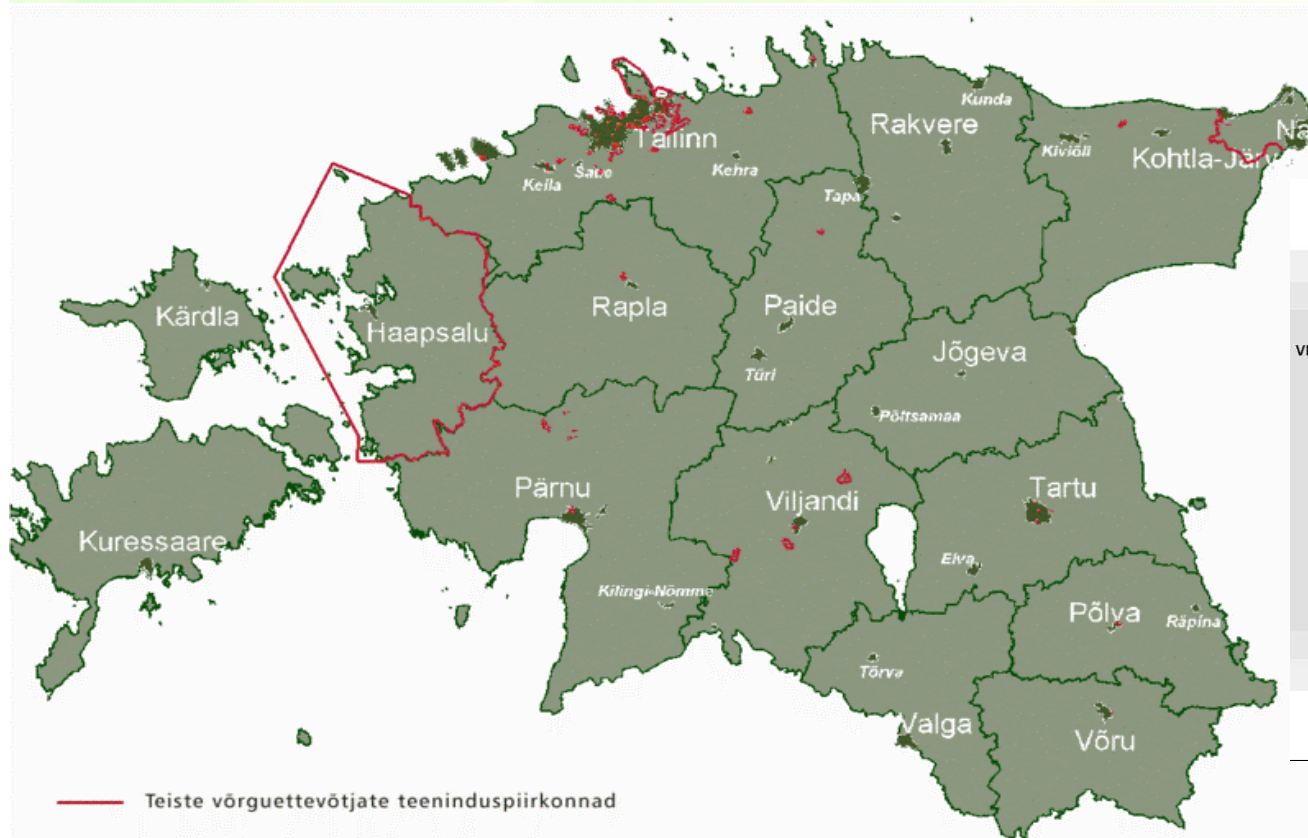 Kunda
Rakvere
Na
Tallinn
Kiviõli
Kohtla-Järv
Keila
Saue
Kehra
Tapa
Kärdla
Haapsalu
Rapla
Paide
Jõgeva
Türi
Põltsamaa
Pärnu
Viljandi
Tartu
Kuressaare
Elva
Kilingi-Nõmme
Põlva
Räpina
Tõrva
Valga
Võru
Teiste võrguettevõtjate teeninduspiirkonnad